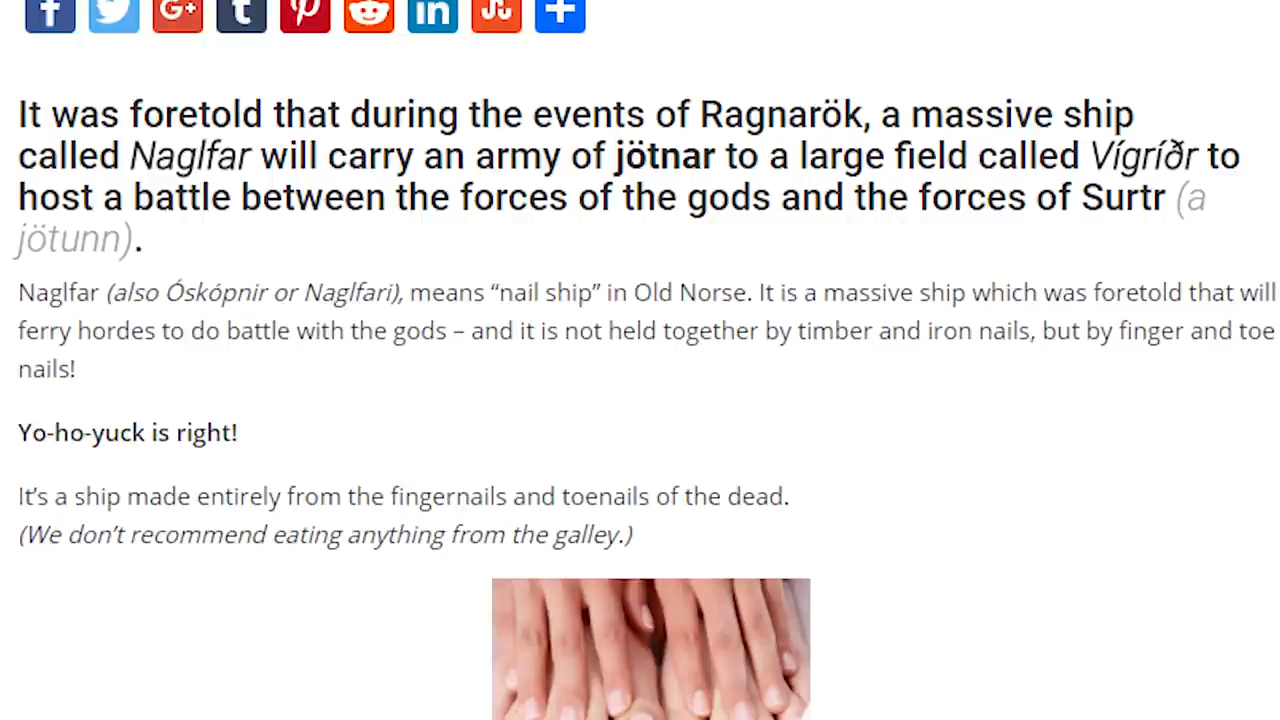 f t G+ t p in +
It was foretold that during the events of Ragnarök, a massive ship
called Naglfar will carry an army of jötnar to a large field called Vígríðr to
host a battle between the forces of the gods and the forces of Surtr (a
jötunn).
Naglfar (also Óskópnir or Naglfari), means “nail ship” in Old Norse. It is a massive ship which was foretold that will
ferry hordes to do battle with the gods – and it is not held together by timber and iron nails, but by finger and toe
nails!
Yo-ho-yuck is right!
It’s a ship made entirely from the fingernails and toenails of the dead.
(We don’t recommend eating anything from the galley.)